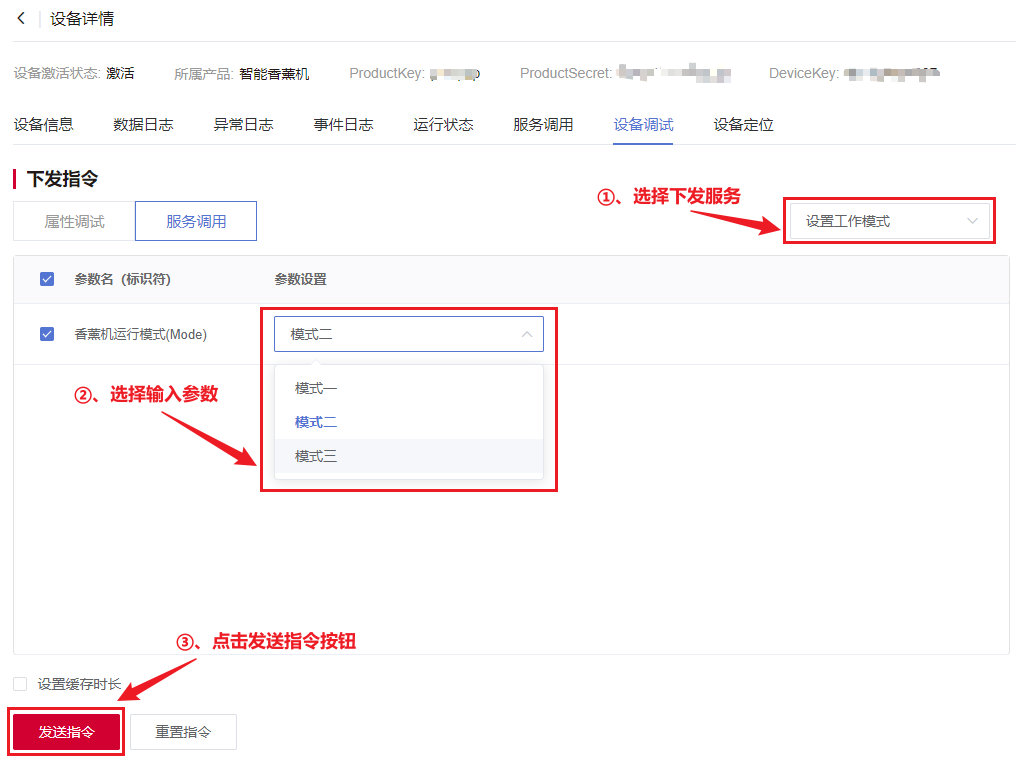 设备详情
设备激活状态: 激活 所属产品: 智能香薰机 ProductKey: ProductSecret: DeviceKey:
设备信息 数据日志 异常日志 事件日志 运行状态 服务调用 设备调试 设备定位
下发指令
①、选择下发服务
属性调试 服务调用 设置工作模式
参数名（标识符） 参数设置
香薰机运行模式(Mode) 模式二
模式一
②、选择输入参数
模式二
模式三
③、点击发送指令按钮
设置缓存时长
发送指令 重置指令